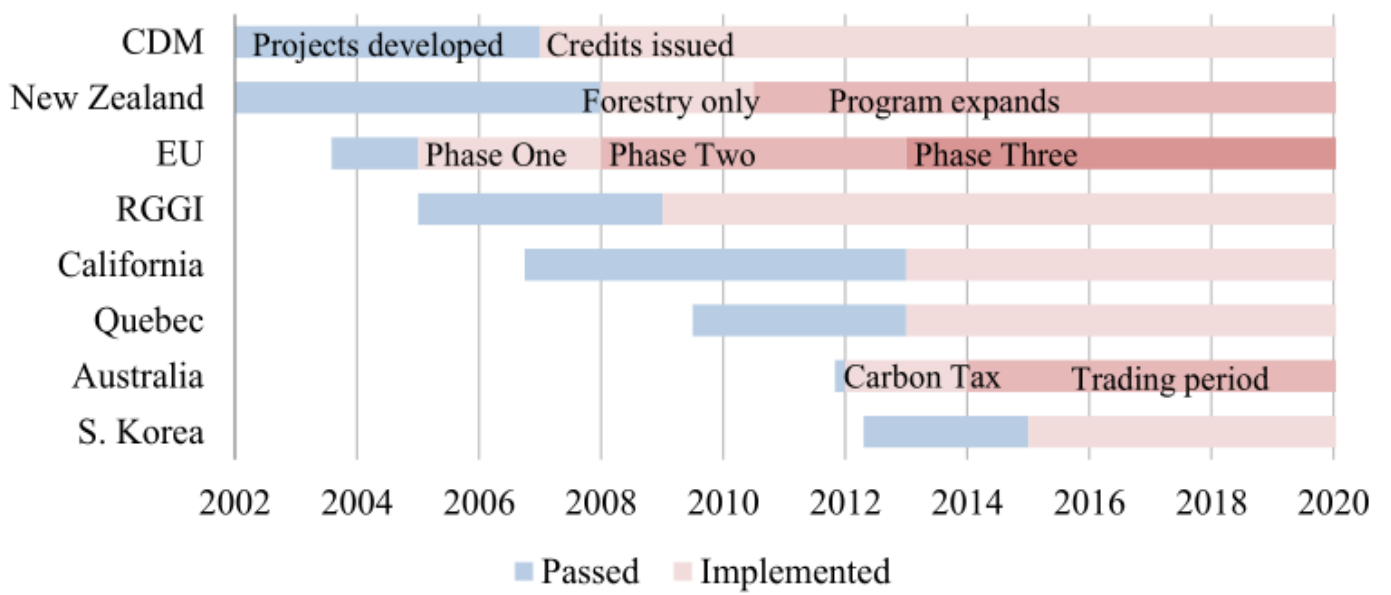 CDM Projects developed Credits issued
New Zealand Forestry only Program expands
EU Phase One Phase Two Phase Three
RGGI
California
Quebec
Australia Carbon Tax Trading period
S. Korea
2002 2004 2006 2008 2010 2012 2014 2016 2018 2020
Passed Implemented